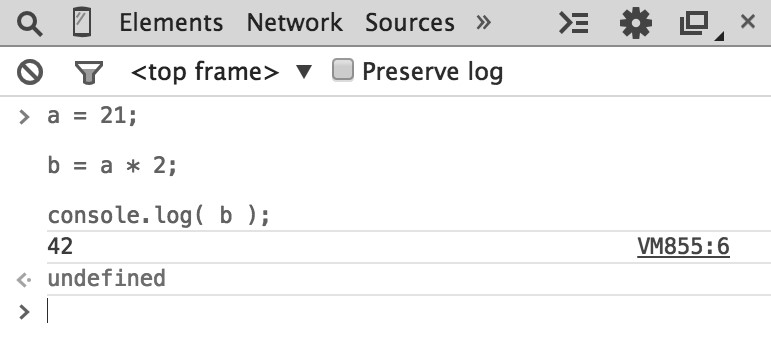 Elements Network Sources »
<top frame> ▼ Preserve log
> a = 21;
b = a * 2;
console.log( b );
42 VM855:6
undefined
>